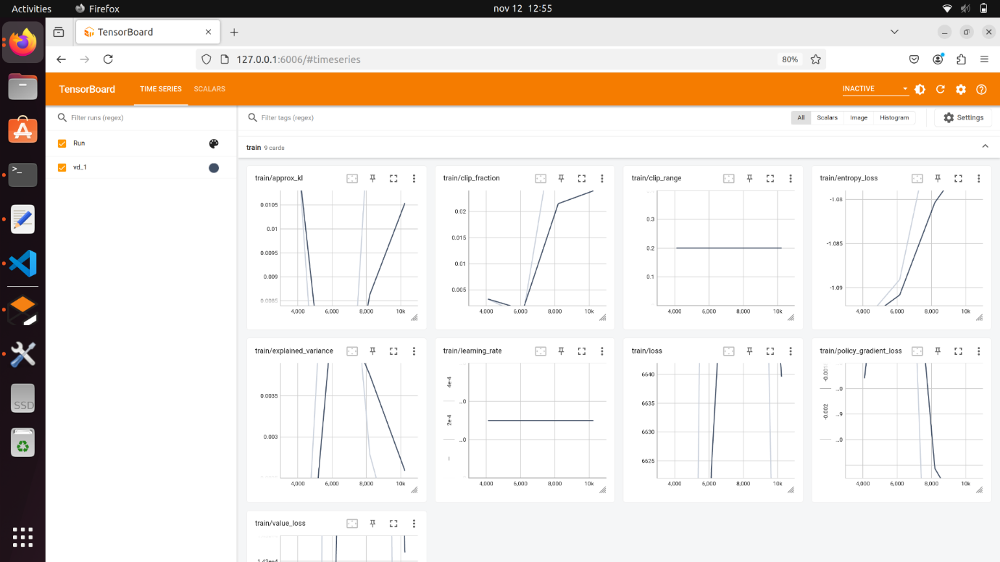 Activities Firefox nov 12 12:55
TensorBoard
127.0.0.1:6006/#timeseries 80%
TensorBoard TIME SERIES SCALARS INACTIVE
Filter runs (regex) Filter tags (regex) All Scalars Image Histogram Settings
Run
vd_1
train 9 cards
train/approx_kl
0.0105
0.01
0.0095
0.009
0.0085
4,000 6,000 8,000 10k
train/clip_fraction
0.02
0.015
0.01
0.005
4,000 6,000 8,000 10k
train/clip_range
0.3
0.2
0.1
4,000 6,000 8,000 10k
train/entropy_loss
-1.08
-1.085
-1.09
4,000 6,000 8,000 10k
train/explained_variance
0.0035
0.003
4,000 6,000 8,000 10k
train/learning_rate
4e-4
...0
2e-4
...0
4,000 6,000 8,000 10k
train/loss
6640
6635
6630
6625
4,000 6,000 8,000 10k
train/policy_gradient_loss
...0
-0.002
...9
...0
4,000 6,000 8,000 10k
train/value_loss
1.43e+4
SSD